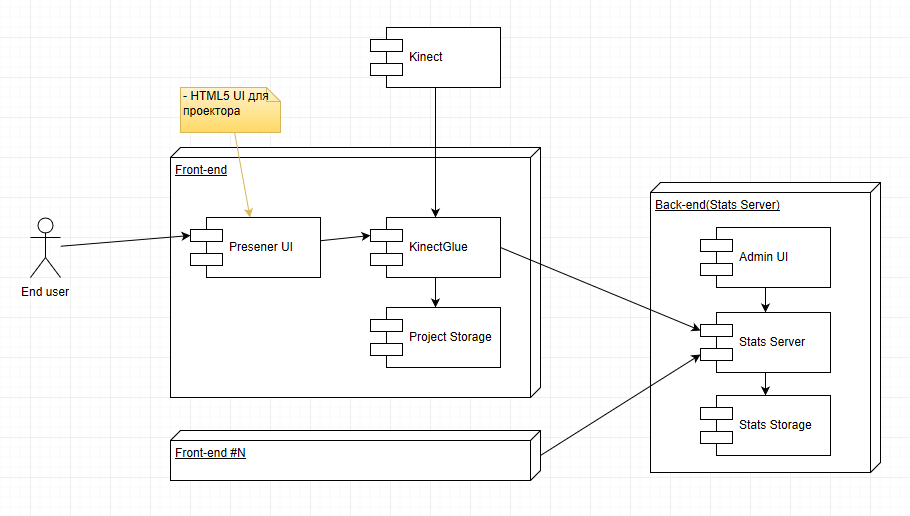 Kinect
- HTML5 UI для
проектора
Front-end
Presener UI
KinectGlue
Project Storage
End user
Back-end(Stats Server)
Admin UI
Stats Server
Stats Storage
Front-end #N